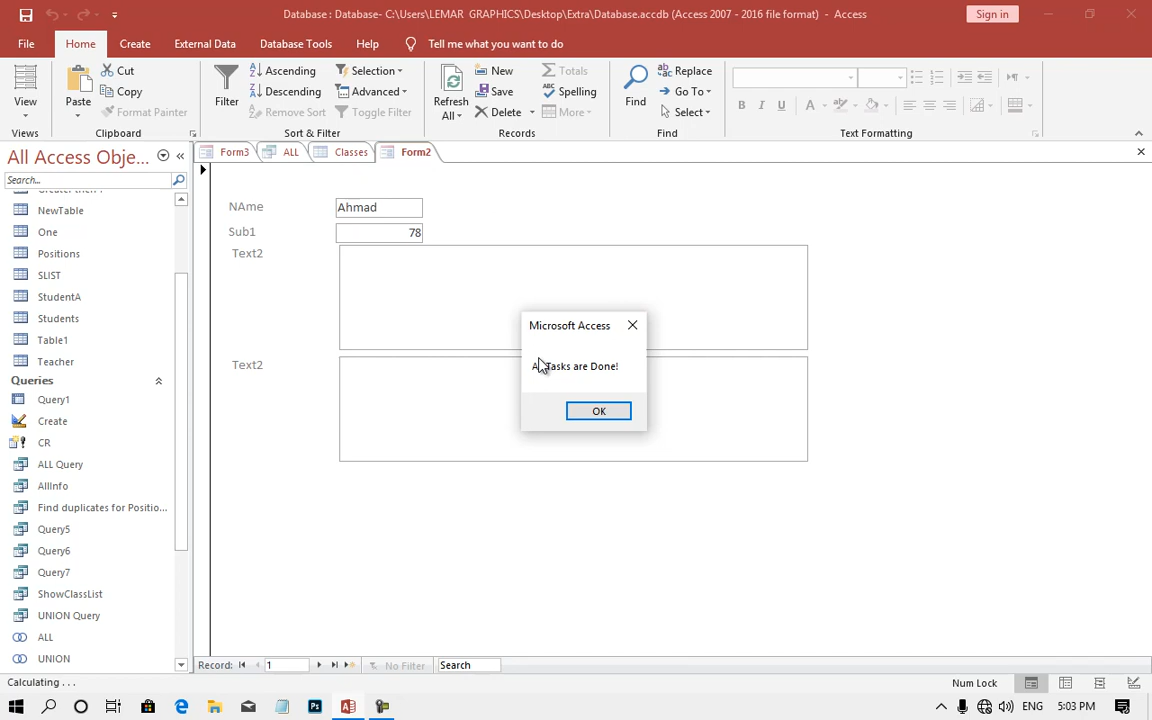 Database : Database- C:\Users\LEMAR GRAPHICS\Desktop\Extra\Database.accdb (Access 2007 - 2016 file format) - Access
Sign in
File Home Create External Data Database Tools Help Tell me what you want to do
View
Views
Paste
Cut
Copy
Format Painter
Clipboard
Filter
Ascending
Descending
Remove Sort
Selection
Advanced
Toggle Filter
Sort & Filter
Refresh
All
New
Save
Delete
Totals
Spelling
More
Records
Find
Replace
Go To
Select
Find
B I U A
Text Formatting
All Access Obje...
Search...
Form3 ALL Classes Form2
NewTable
One
Positions
SLIST
StudentA
Students
Table1
Teacher
Queries
Query1
Create
CR
ALL Query
AllInfo
Find duplicates for Positio...
Query5
Query6
Query7
ShowClassList
UNION Query
ALL
UNION
NAme Ahmad
Sub1 78
Text2
Text2
Microsoft Access
Tasks are Done!
OK
Record: 1 No Filter Search
Calculating . . .
Num Lock
ENG 5:03 PM